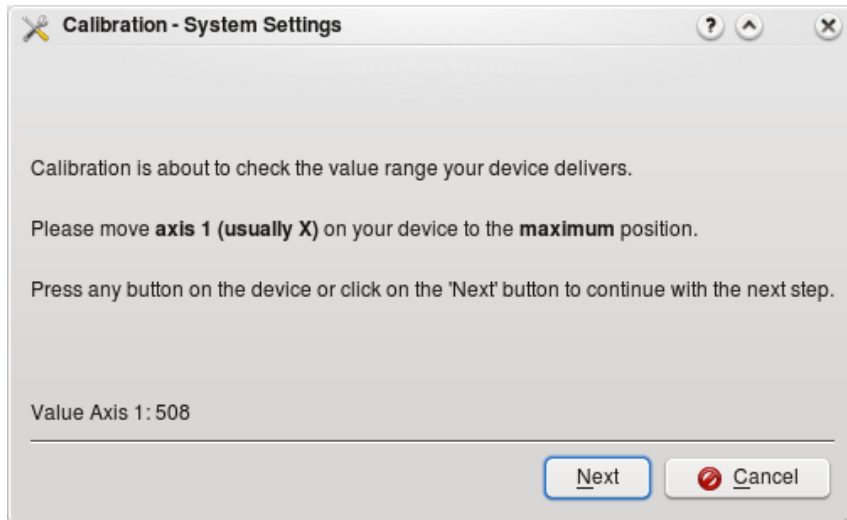 Calibration - System Settings
Calibration is about to check the value range your device delivers.
Please move axis 1 (usually X) on your device to the maximum position.
Press any button on the device or click on the 'Next' button to continue with the next step.
Value Axis 1: 508
Next
Cancel